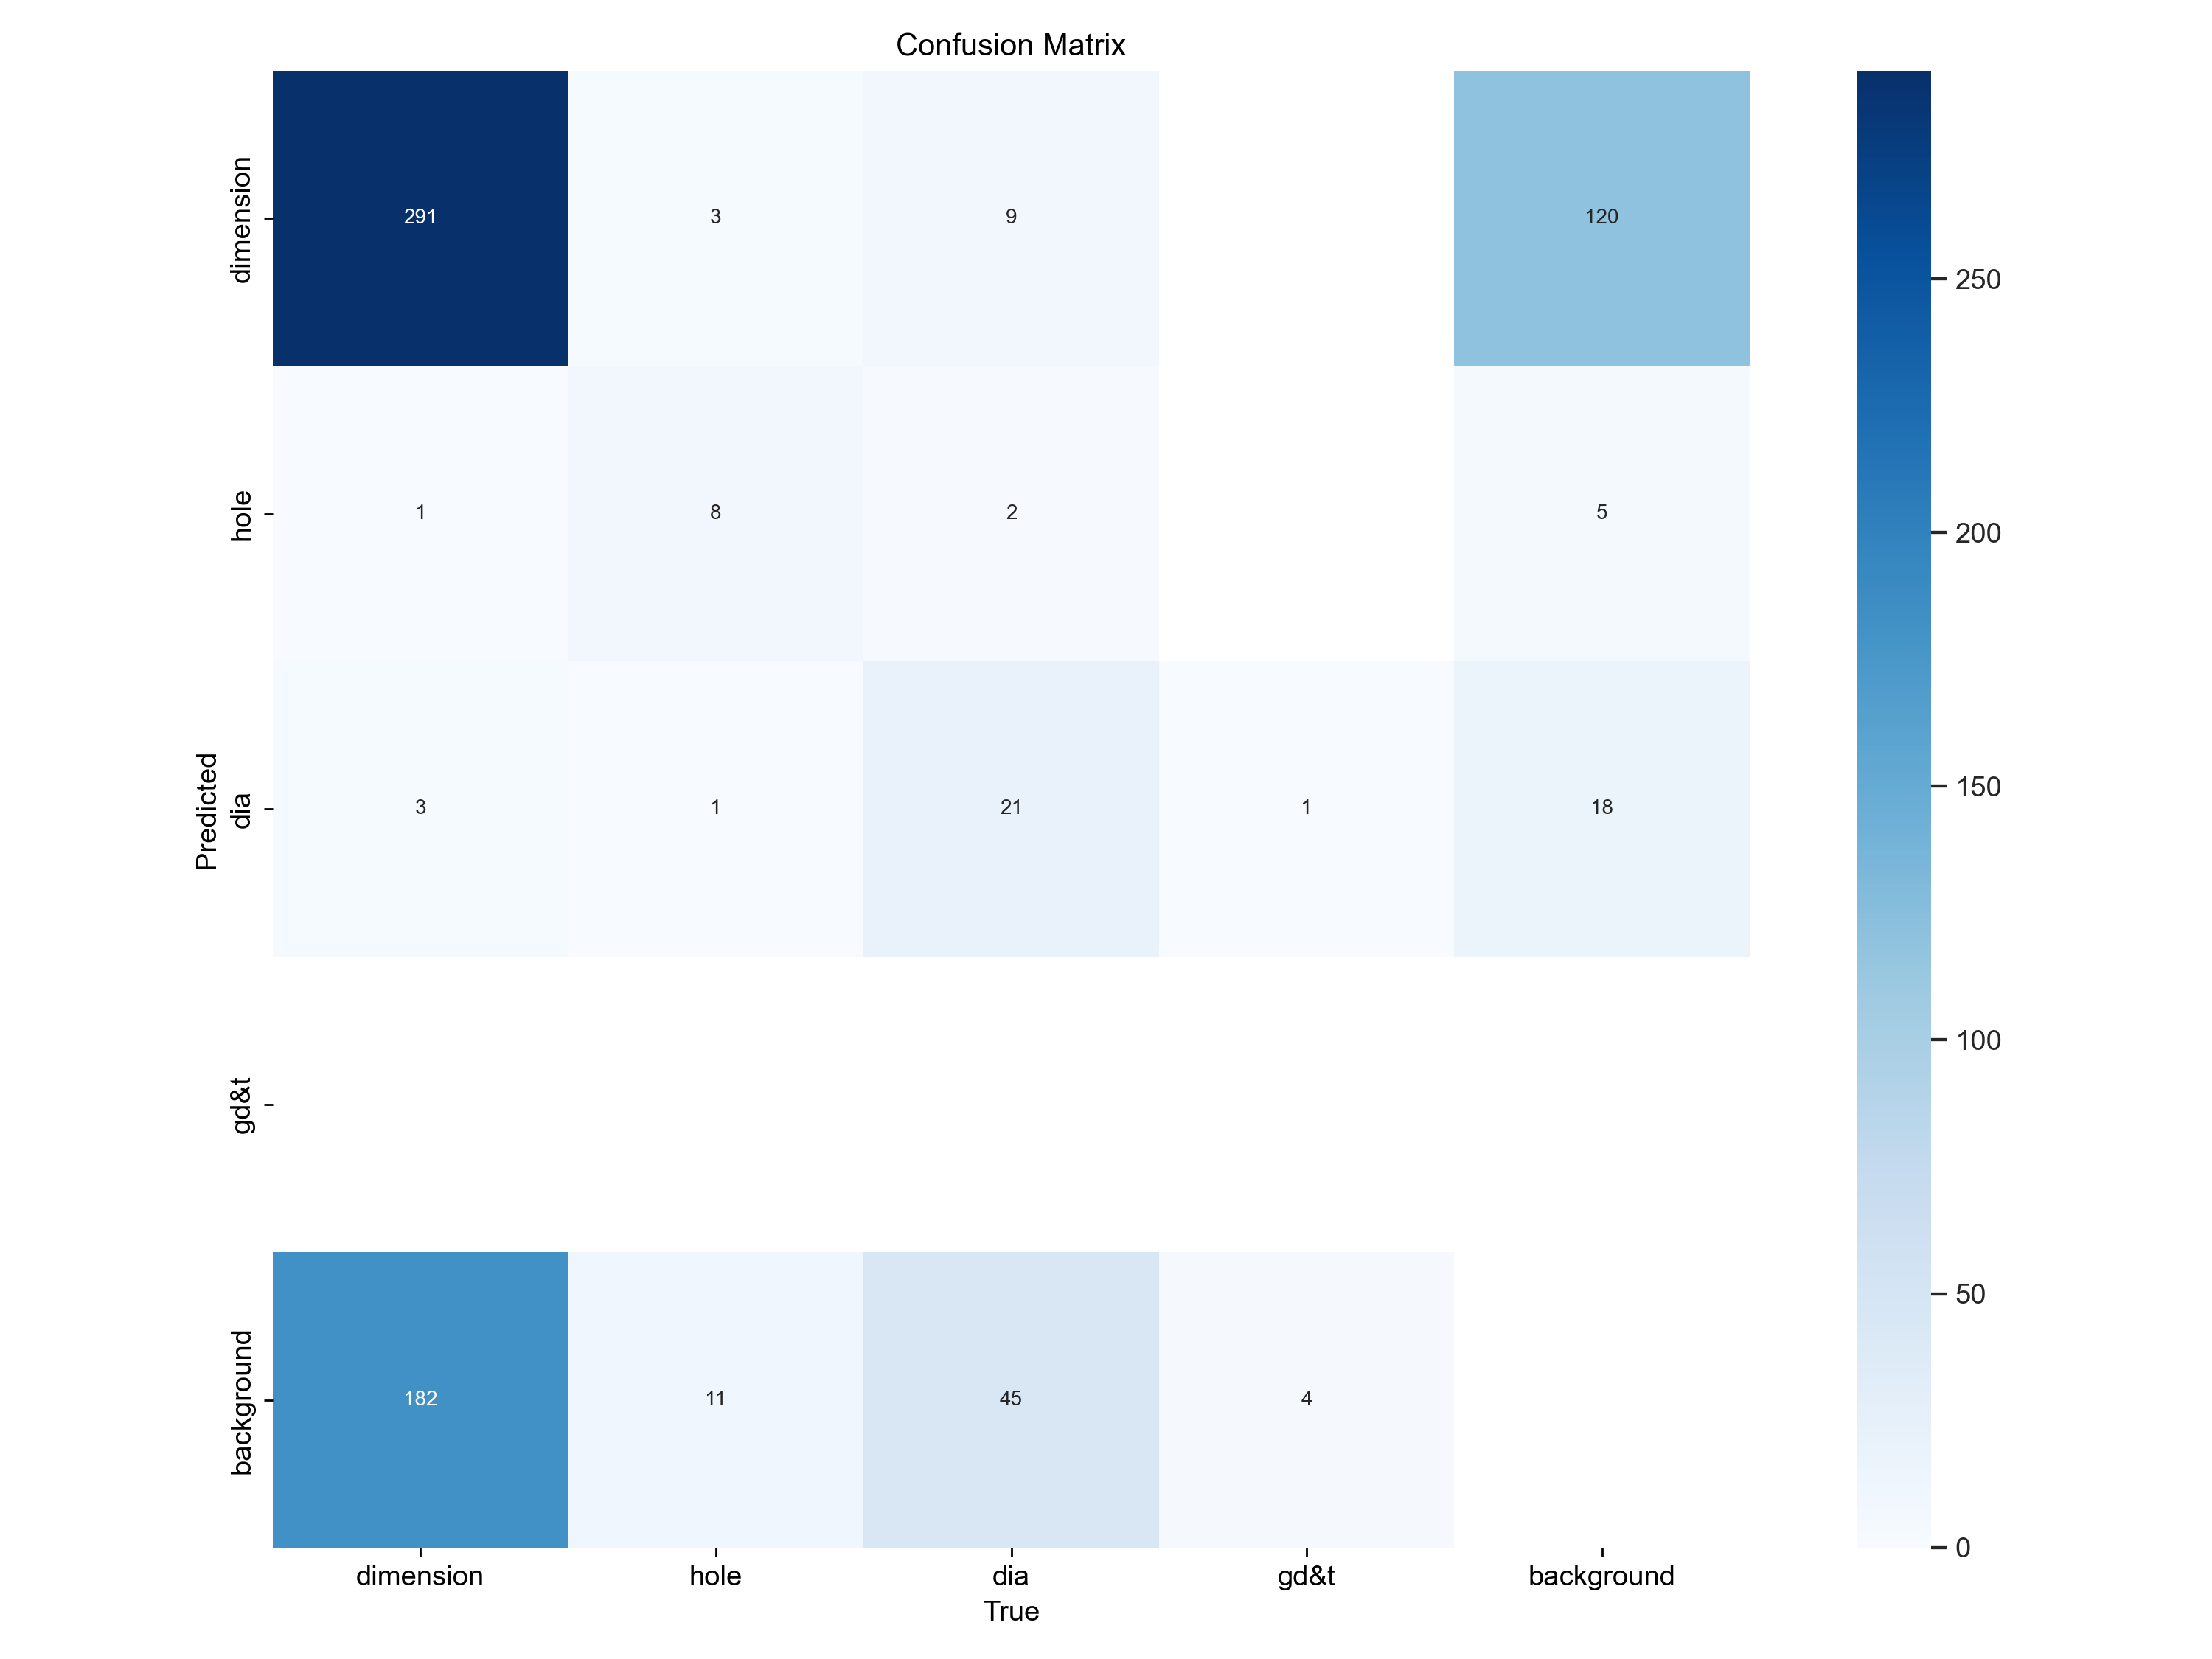 Confusion Matrix
dimension
291 3 9 120
hole
1 8 2 5
Predicted
dia
3 1 21 1 18
gd&t
background
182 11 45 4
dimension hole dia gd&t background
True
250
200
150
100
50
0